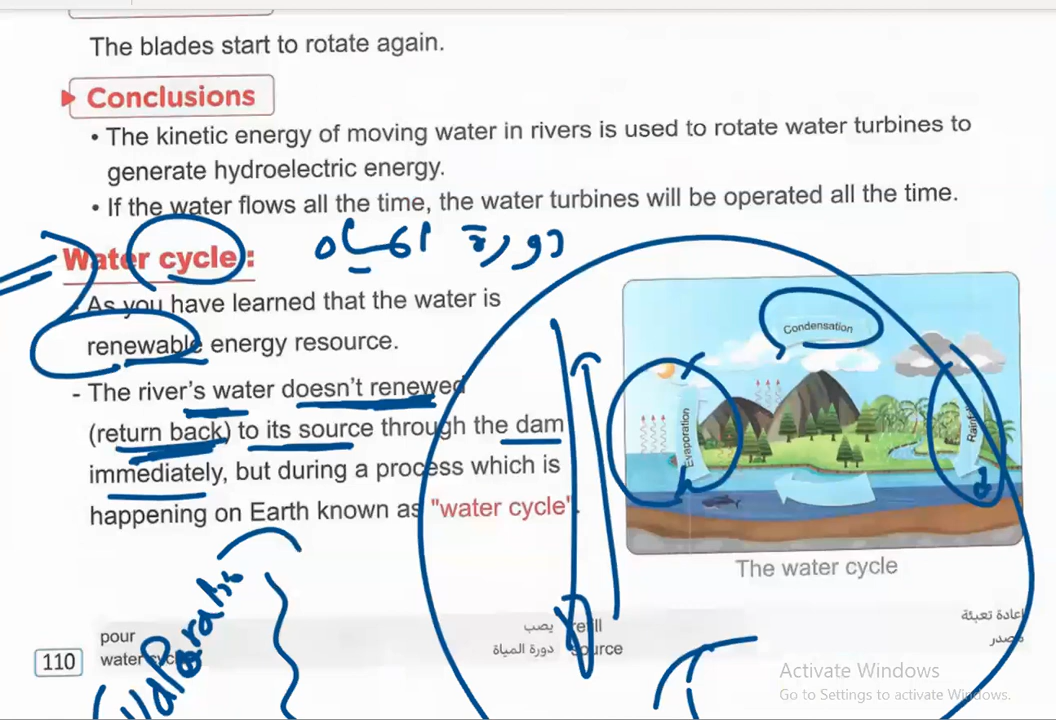 The blades start to rotate again.
Conclusions
• The kinetic energy of moving water in rivers is used to rotate water turbines to
generate hydroelectric energy.
• If the water flows all the time, the water turbines will be operated all the time.
Water cycle :
دورة المياه
- As you have learned that the water is
renewable energy resource.
- The river's water doesn't renewed
(return back) to its source through the dam
immediately, but during a process which is
happening on Earth known as "water cycle".
Condensation
Evaporation
Rainfall
The water cycle
pour يصب refill إعادة تعبئة
water cycle دورة المياة source مصدر
110
Activate Windows
Go to Settings to activate Windows.